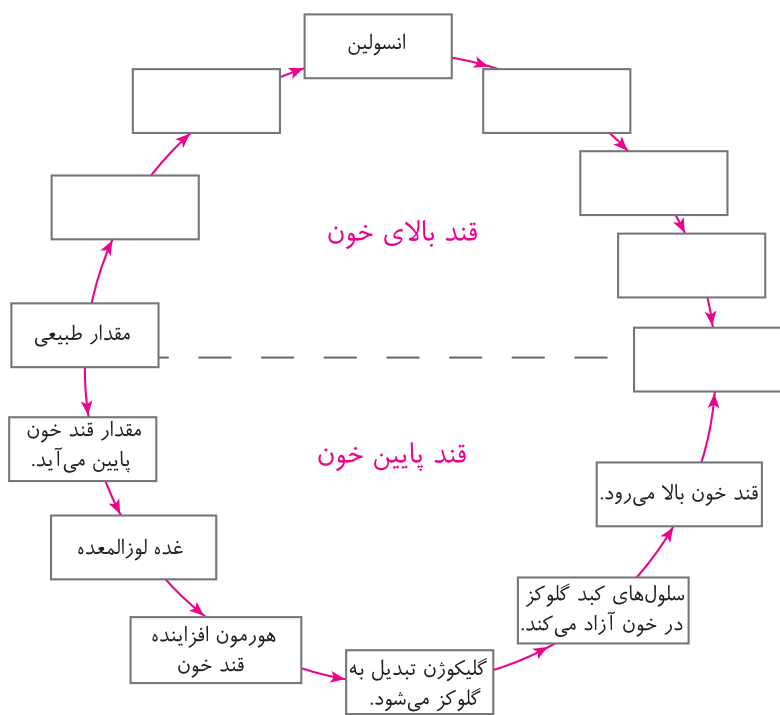 انسولین
قند بالای خون
مقدار طبیعی
مقدار قند خون
پایین می‌آید.
قند پایین خون
قند خون بالا می‌رود.
غده لوزالمعده
سلول‌های کبد گلوکز
در خون آزاد می‌کند.
هورمون افزاینده
قند خون
گلیکوژن تبدیل به
گلوکز می‌شود.